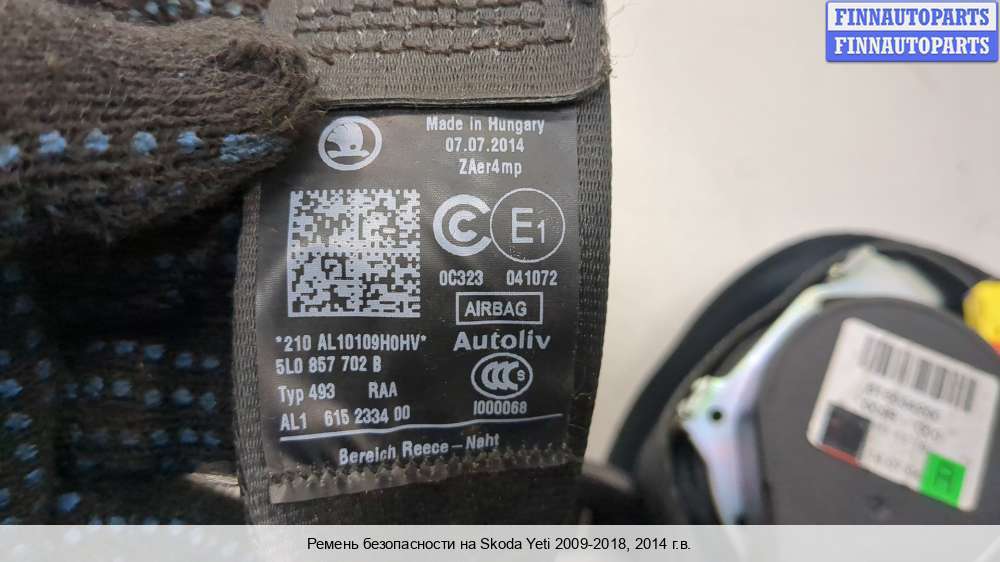 FINNAUTOPARTS
FINNAUTOPARTS
Made in Hungary
07.07.2014
ZAer4mp
E1
0C323 041072
AIRBAG
*210 AL10109H0HV*
Autoliv
5L0 857 702 B
CCC S
Typ 493 RAA
I000068
AL1 615 2334 00
Bereich Reece-Naht
R
Ремень безопасности на Skoda Yeti 2009-2018, 2014 г.в.